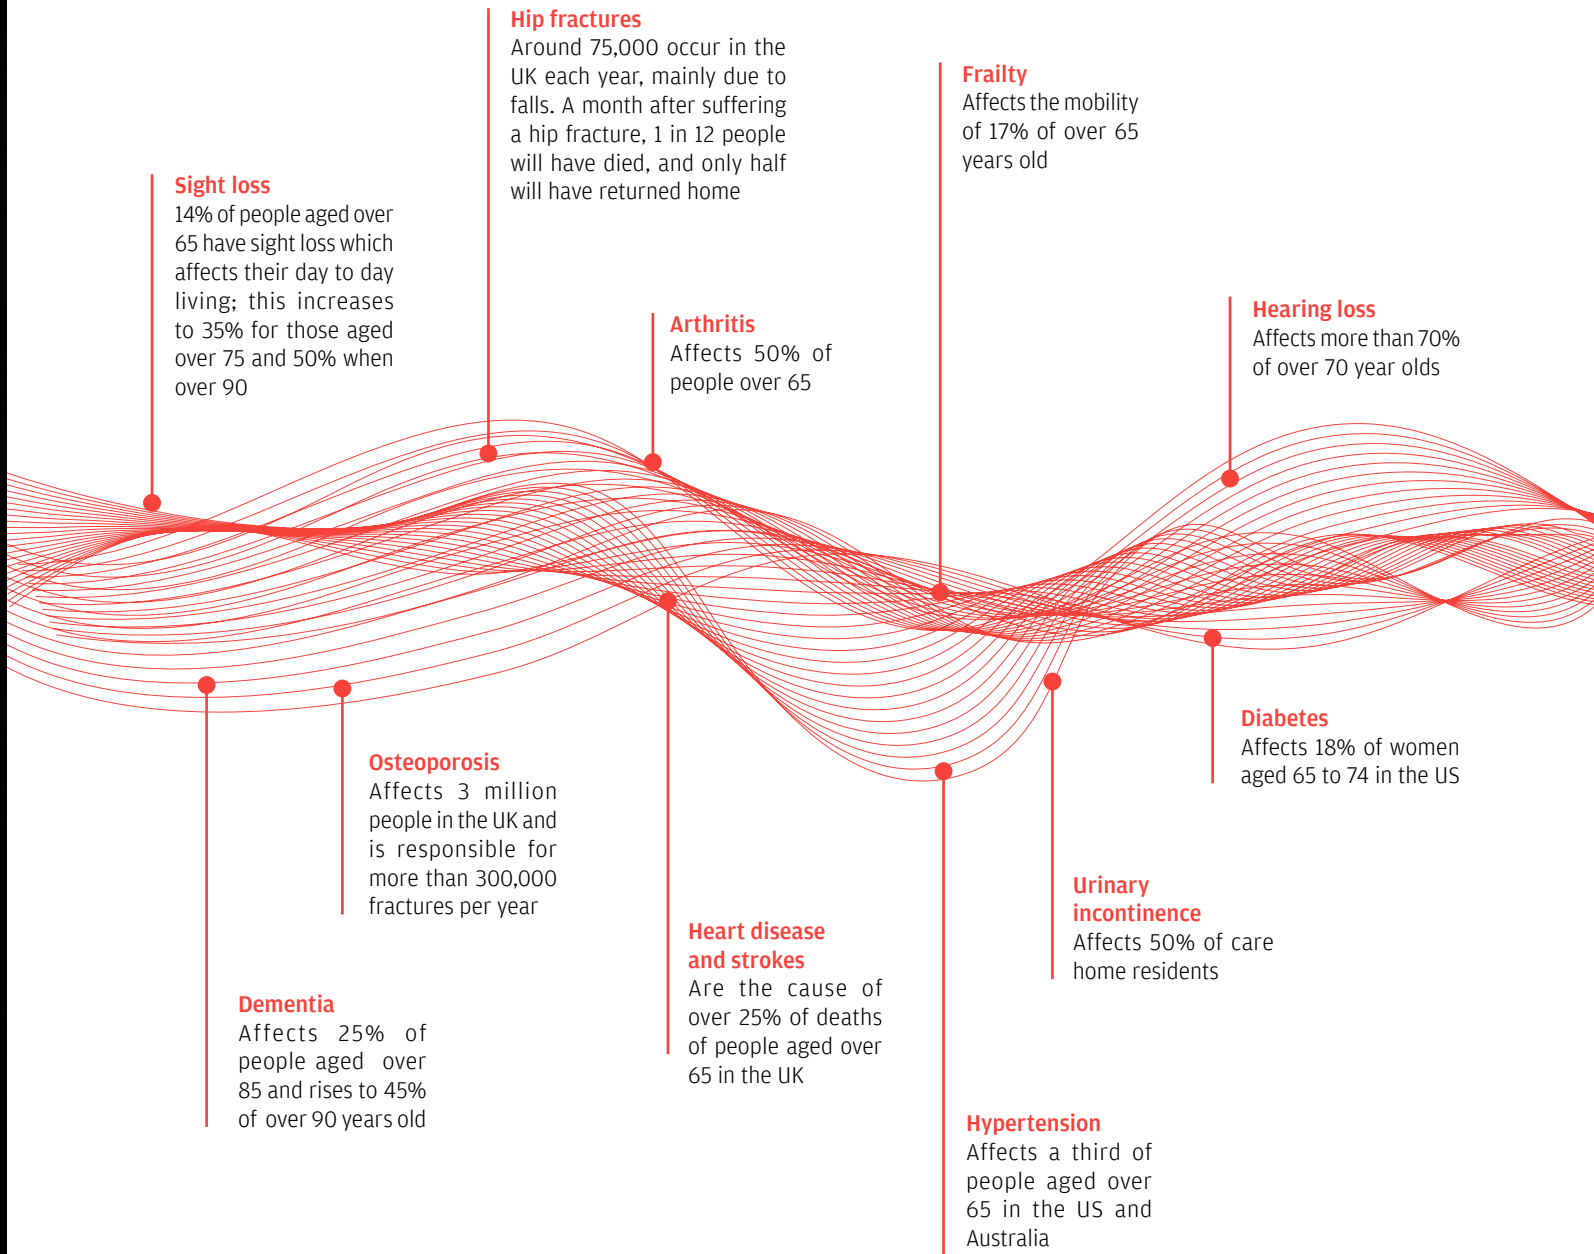 Hip fractures
Around 75,000 occur in the
UK each year, mainly due to
falls. A month after suffering
a hip fracture, 1 in 12 people
will have died, and only half
will have returned home
Frailty
Affects the mobility
of 17% of over 65
years old
Sight loss
14% of people aged over
65 have sight loss which
affects their day to day
living; this increases
to 35% for those aged
over 75 and 50% when
over 90
Arthritis
Affects 50% of
people over 65
Hearing loss
Affects more than 70%
of over 70 year olds
Osteoporosis
Affects 3 million
people in the UK and
is responsible for
more than 300,000
fractures per year
Diabetes
Affects 18% of women
aged 65 to 74 in the US
Urinary
incontinence
Affects 50% of care
home residents
Heart disease
and strokes
Are the cause of
over 25% of deaths
of people aged over
65 in the UK
Dementia
Affects 25% of
people aged over
85 and rises to 45%
of over 90 years old
Hypertension
Affects a third of
people aged over
65 in the US and
Australia